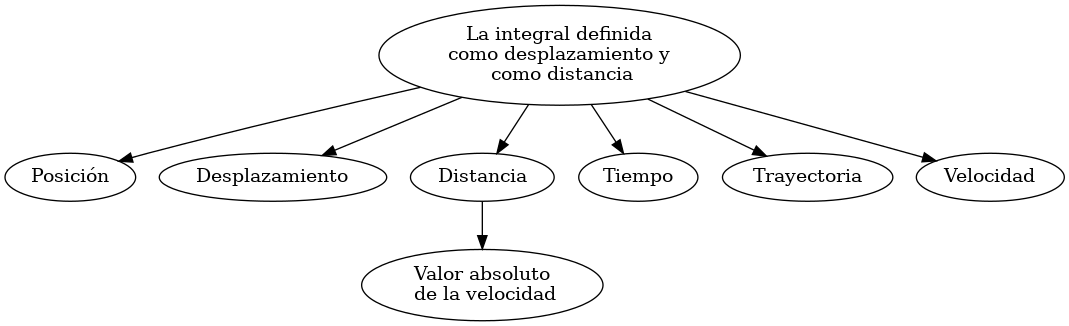 La integral definida
como desplazamiento y
como distancia
Posición
Desplazamiento
Distancia
Tiempo
Trayectoria
Velocidad
Valor absoluto
de la velocidad